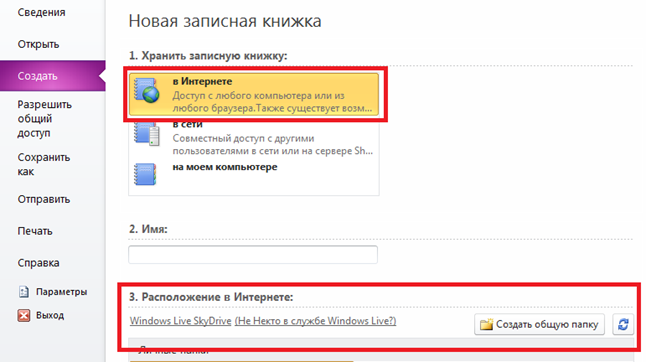 Сведения
Открыть
Создать
Разрешить
общий
доступ
Сохранить
как
Отправить
Печать
Справка
Параметры
Выход
Новая записная книжка
1. Хранить записную книжку:
в Интернете
Доступ с любого компьютера или из
любого браузера.Также существует возм...
в сети
Совместный доступ с другими
пользователями в сети или на сервере Sh...
на моем компьютере
2. Имя:
3. Расположение в Интернете:
Windows Live SkyDrive (Не Некто в службе Windows Live?)
Создать общую папку
Личные папки